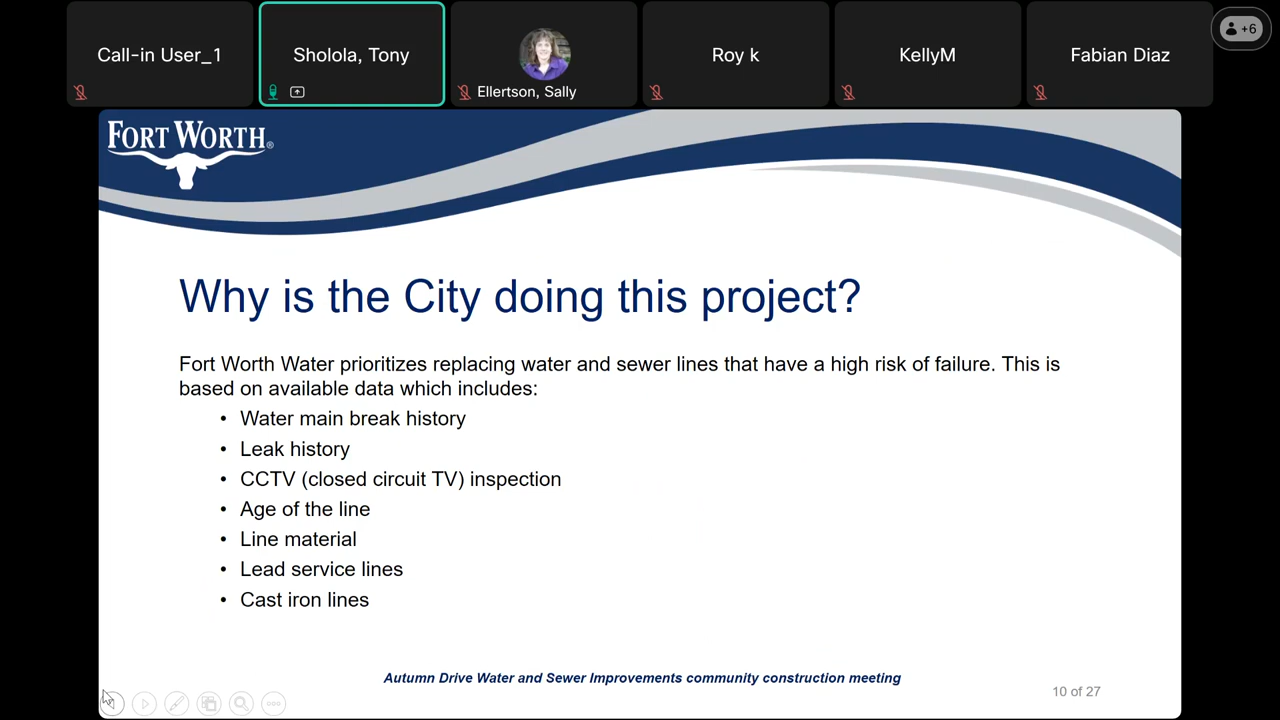 Call-in User_1
Sholola, Tony
Ellertson, Sally
Roy k
KellyM
Fabian Diaz
+6
FORT WORTH®
Why is the City doing this project?
Fort Worth Water prioritizes replacing water and sewer lines that have a high risk of failure. This is
based on available data which includes:
• Water main break history
• Leak history
• CCTV (closed circuit TV) inspection
• Age of the line
• Line material
• Lead service lines
• Cast iron lines
Autumn Drive Water and Sewer Improvements community construction meeting
10 of 27